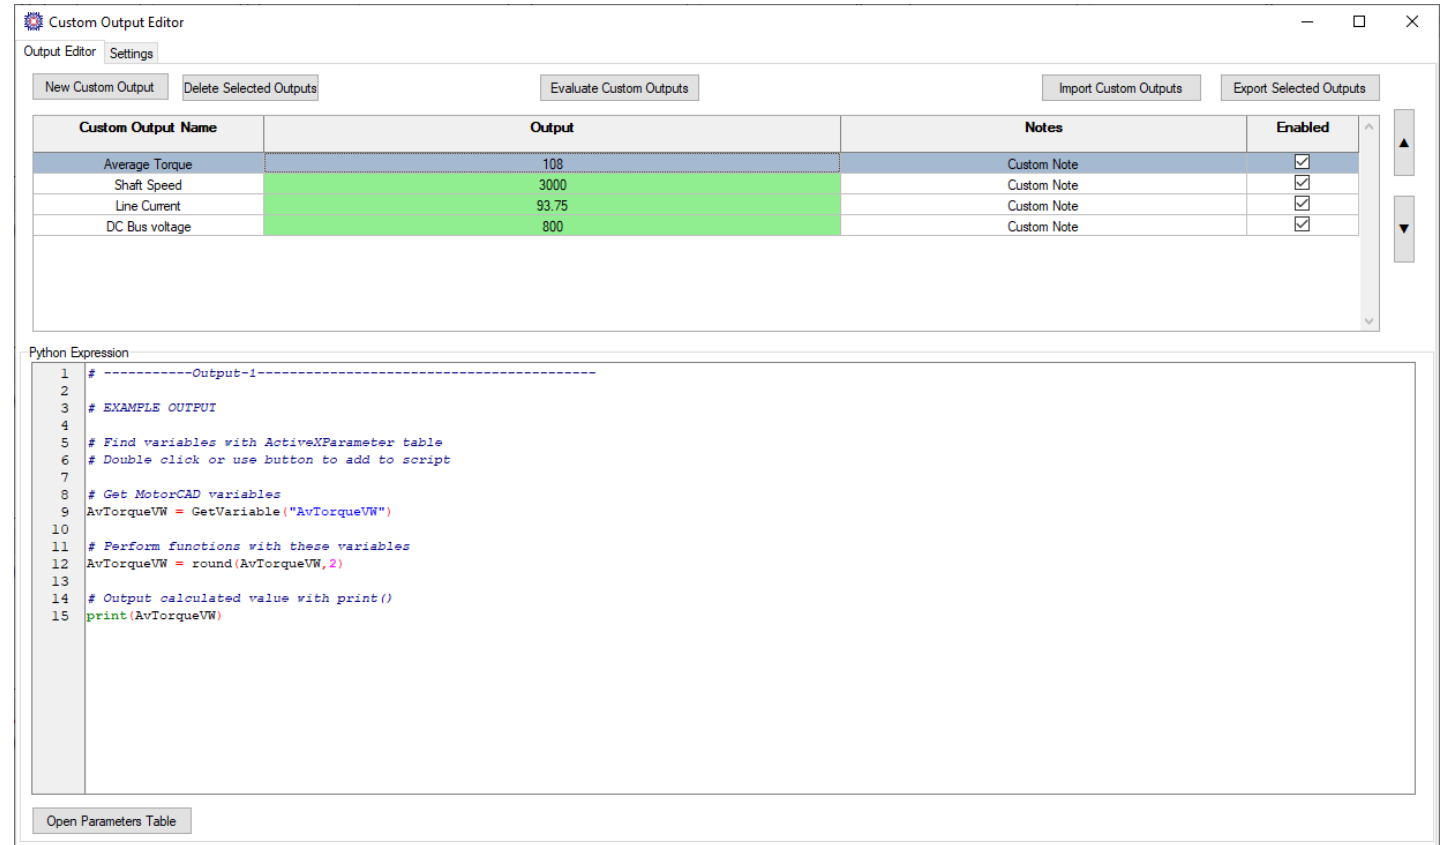 Custom Output Editor
Output Editor Settings
New Custom Output Delete Selected Outputs Evaluate Custom Outputs Import Custom Outputs Export Selected Outputs
Custom Output Name Output Notes Enabled
Average Torque 108 Custom Note
Shaft Speed 3000 Custom Note
Line Current 93.75 Custom Note
DC Bus voltage 800 Custom Note
Python Expression
1 # -----------Output-1------------------------------------------
2
3 # EXAMPLE OUTPUT
4
5 # Find variables with ActiveXParameter table
6 # Double click or use button to add to script
7
8 # Get MotorCAD variables
9 AvTorqueVW = GetVariable("AvTorqueVW")
10
11 # Perform functions with these variables
12 AvTorqueVW = round(AvTorqueVW,2)
13
14 # Output calculated value with print()
15 print(AvTorqueVW)
Open Parameters Table